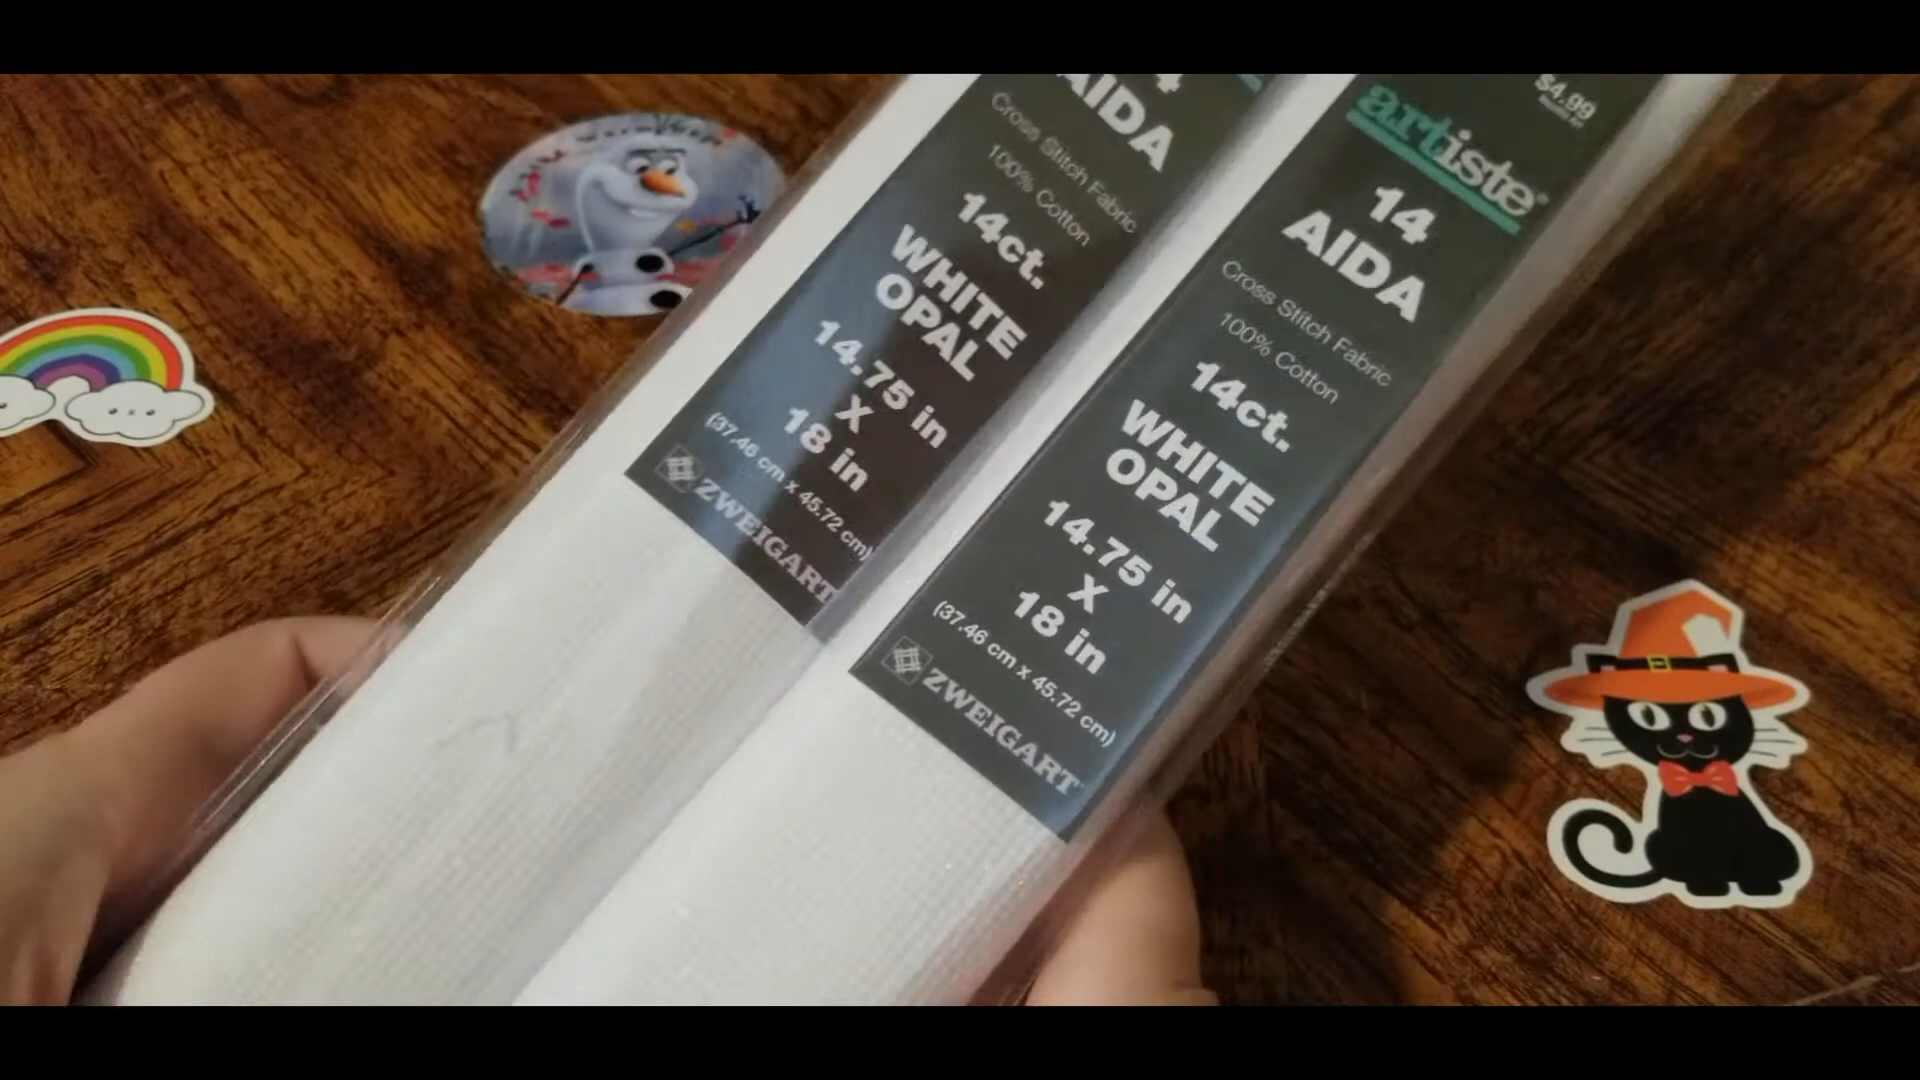 AIDA
Cross Stitch Fabric
100% Cotton
14ct.
WHITE
OPAL
14.75 in
X
18 in
(37.46 cm x 45.72 cm)
ZWEIGART
$4.99
artiste
14
AIDA
Cross Stitch Fabric
100% Cotton
14ct.
WHITE
OPAL
14.75 in
X
18 in
(37.46 cm x 45.72 cm)
ZWEIGART